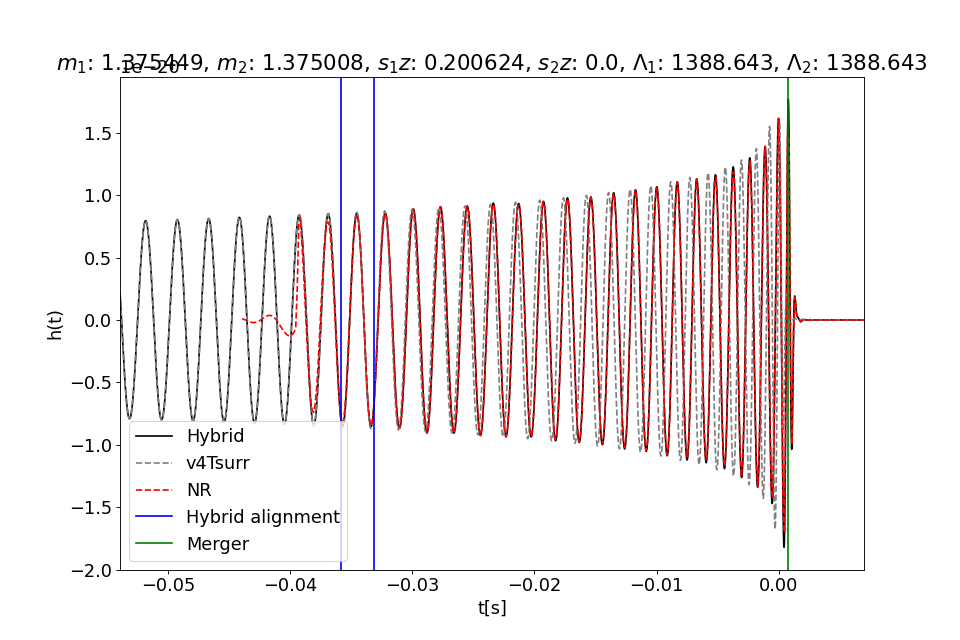 m₁: 1.375449, m₂: 1.375008, s₁z: 0.200624, s₂z: 0.0, Λ₁: 1388.643, Λ₂: 1388.643
1e−20
1.5
1.0
0.5
0.0
−0.5
−1.0
−1.5
−2.0
h(t)
Hybrid
v4Tsurr
NR
Hybrid alignment
Merger
−0.05
−0.04
−0.03
−0.02
−0.01
0.00
t[s]